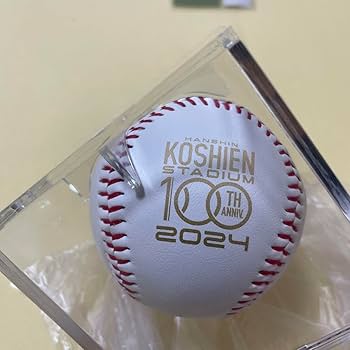 HANSHIN
KOSHIEN
STADIUM
100TH
ANNIV.
2024